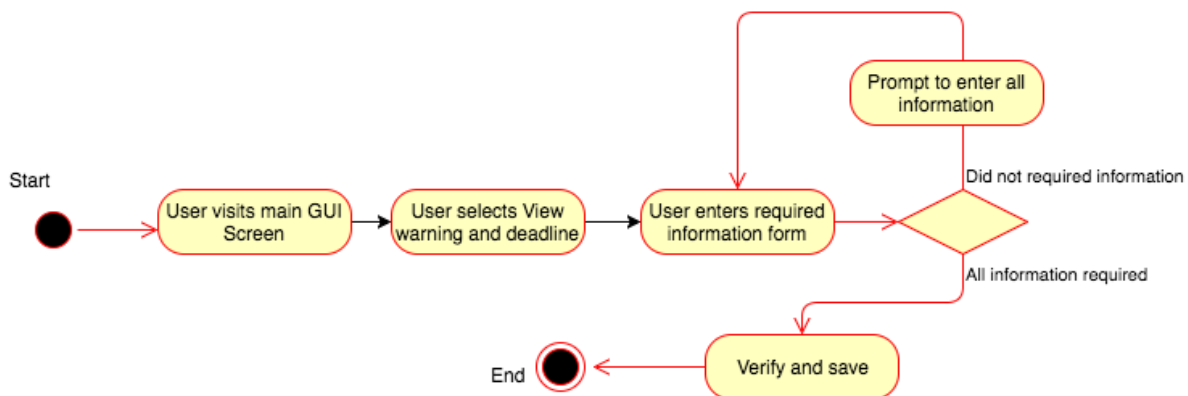 Start
User visits main GUI
Screen
User selects View
warning and deadline
User enters required
information form
Prompt to enter all
information
Did not required information
All information required
Verify and save
End